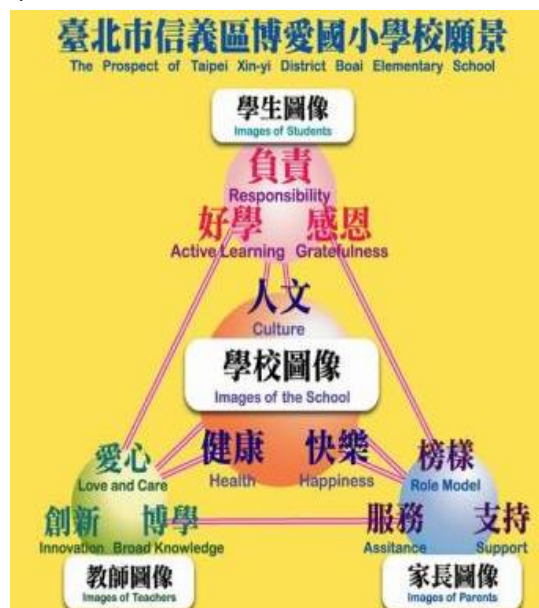 臺北市信義區博愛國小學校願景
The Prospect of Taipei Xin-yi District Boai Elementary School
學生圖像
Images of Students
負責
Responsibility
好學 感恩
Active Learning Gratefulness
人文
Culture
學校圖像
Images of the School
健康 快樂
Health Happiness
愛心
Love and Care
創新 博學
Innovation Broad Knowledge
教師圖像
Images of Teachers
榜樣
Role Model
服務 支持
Assitance Support
家長圖像
Images of Parents